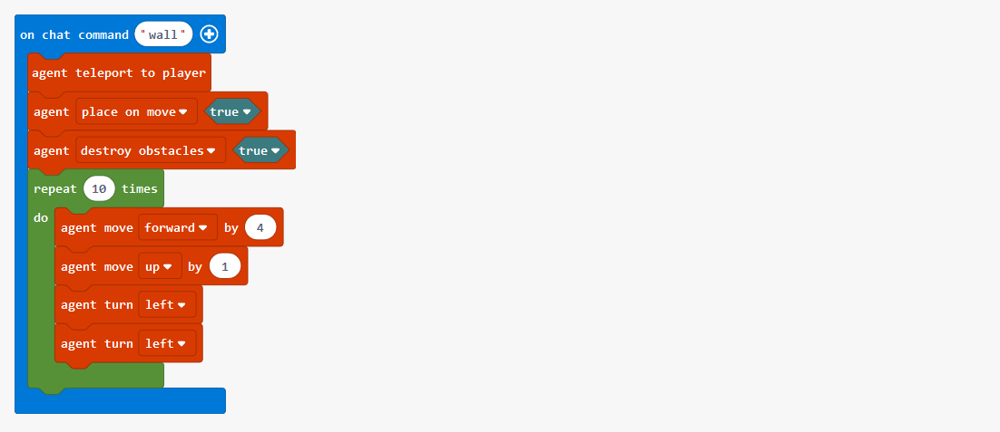 on chat command "wall"
agent teleport to player
agent place on move true
agent destroy obstacles true
repeat 10 times
do
agent move forward by 4
agent move up by 1
agent turn left
agent turn left